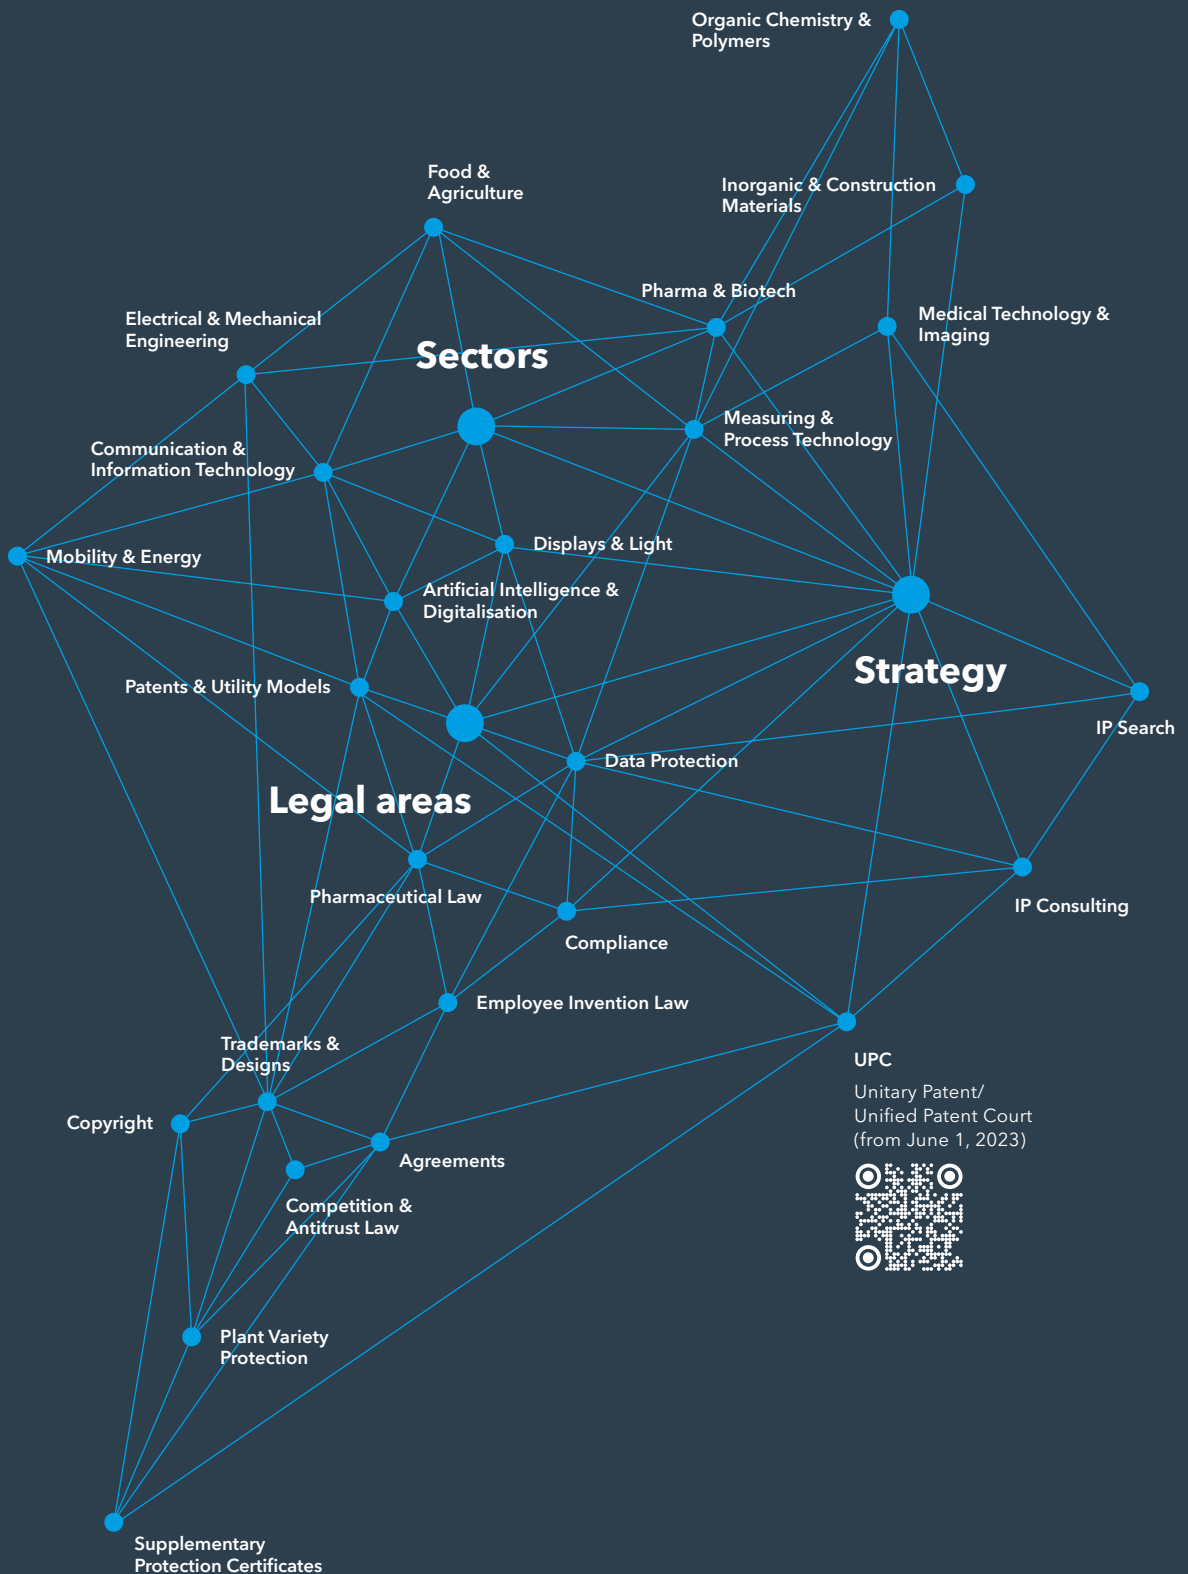 Organic Chemistry &
Polymers
Food &
Agriculture
Inorganic & Construction
Materials
Pharma & Biotech
Electrical & Mechanical
Engineering
Medical Technology &
Imaging
Sectors
Measuring &
Process Technology
Communication &
Information Technology
Mobility & Energy
Displays & Light
Artificial Intelligence &
Digitalisation
Strategy
Patents & Utility Models
IP Search
Data Protection
Legal areas
Pharmaceutical Law
IP Consulting
Compliance
Employee Invention Law
Trademarks &
Designs
UPC
Unitary Patent/
Unified Patent Court
(from June 1, 2023)
Copyright
Agreements
Competition &
Antitrust Law
Plant Variety
Protection
Supplementary
Protection Certificates